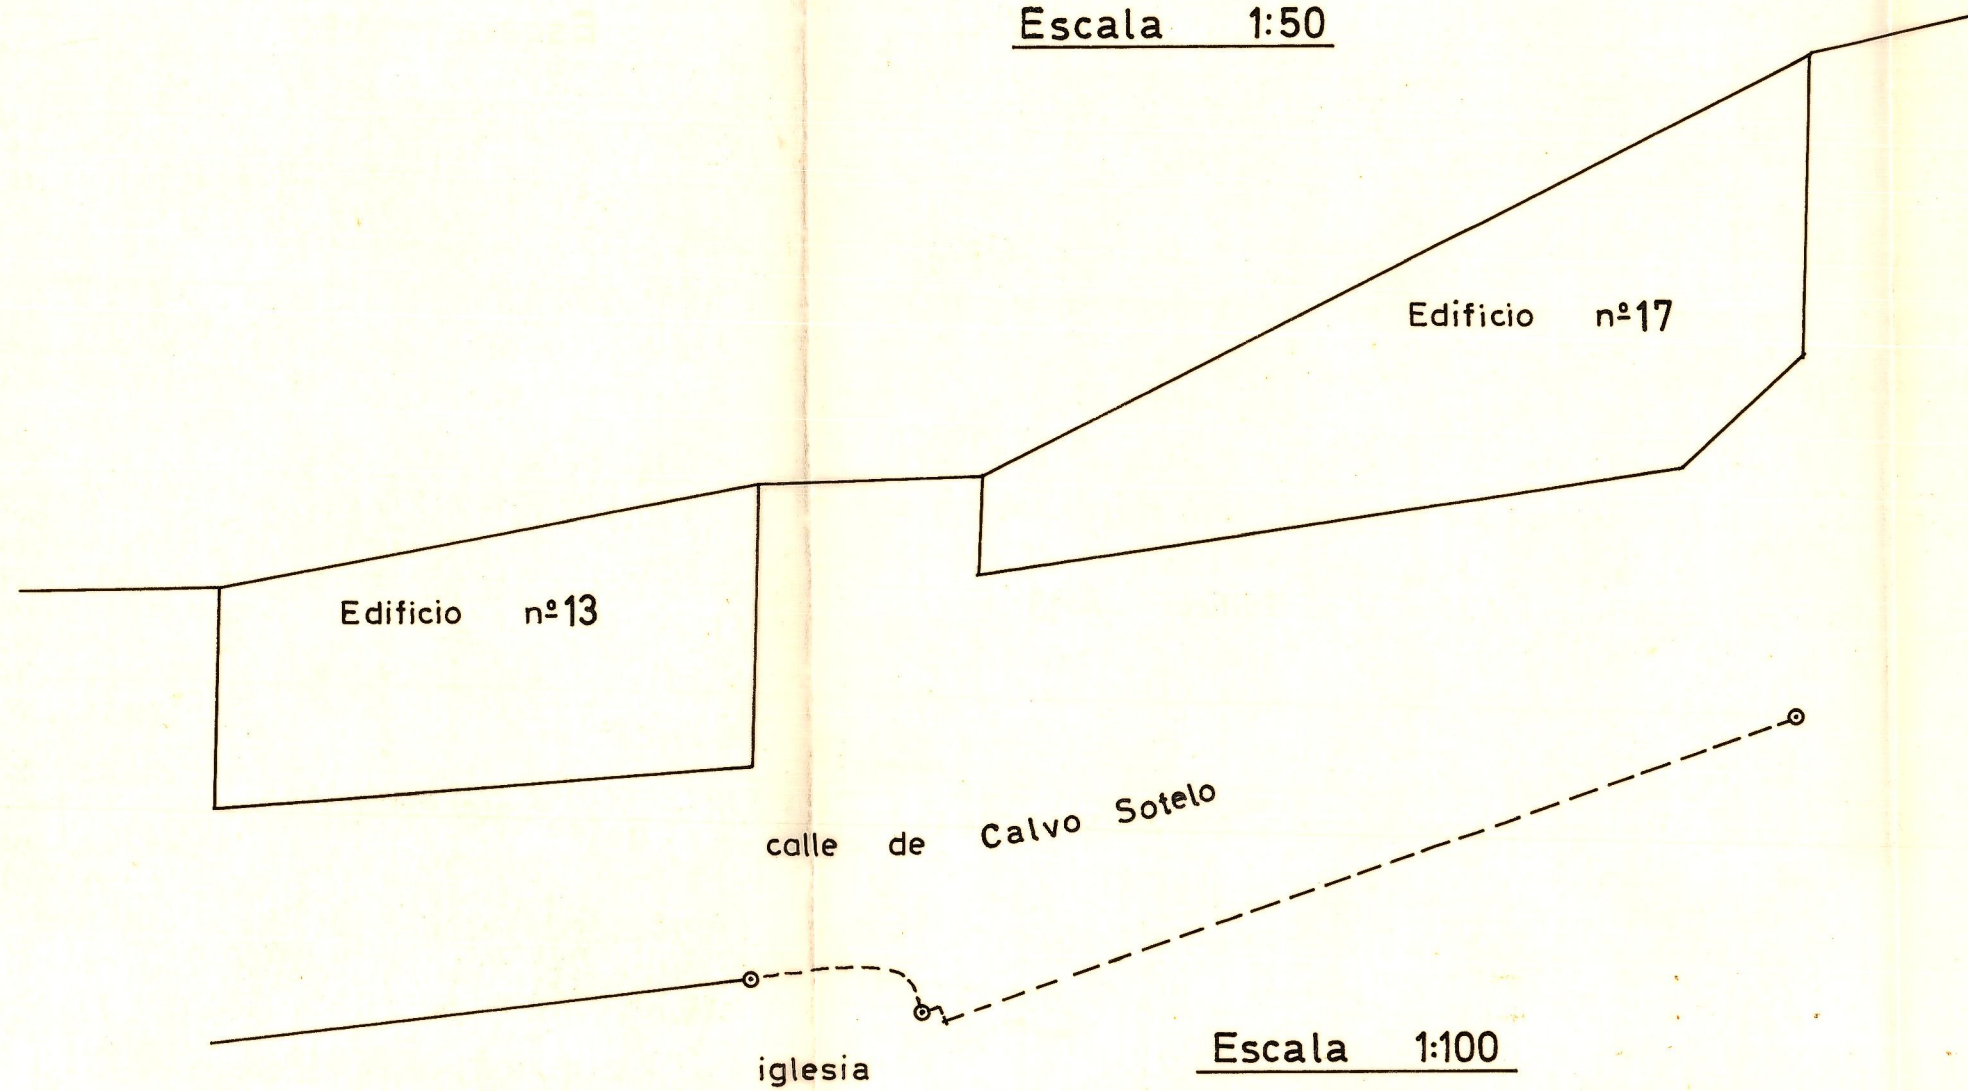 Escala 1:50
Edificio nº17
Edificio nº13
calle de Calvo Sotelo
Escala 1:100
iglesia